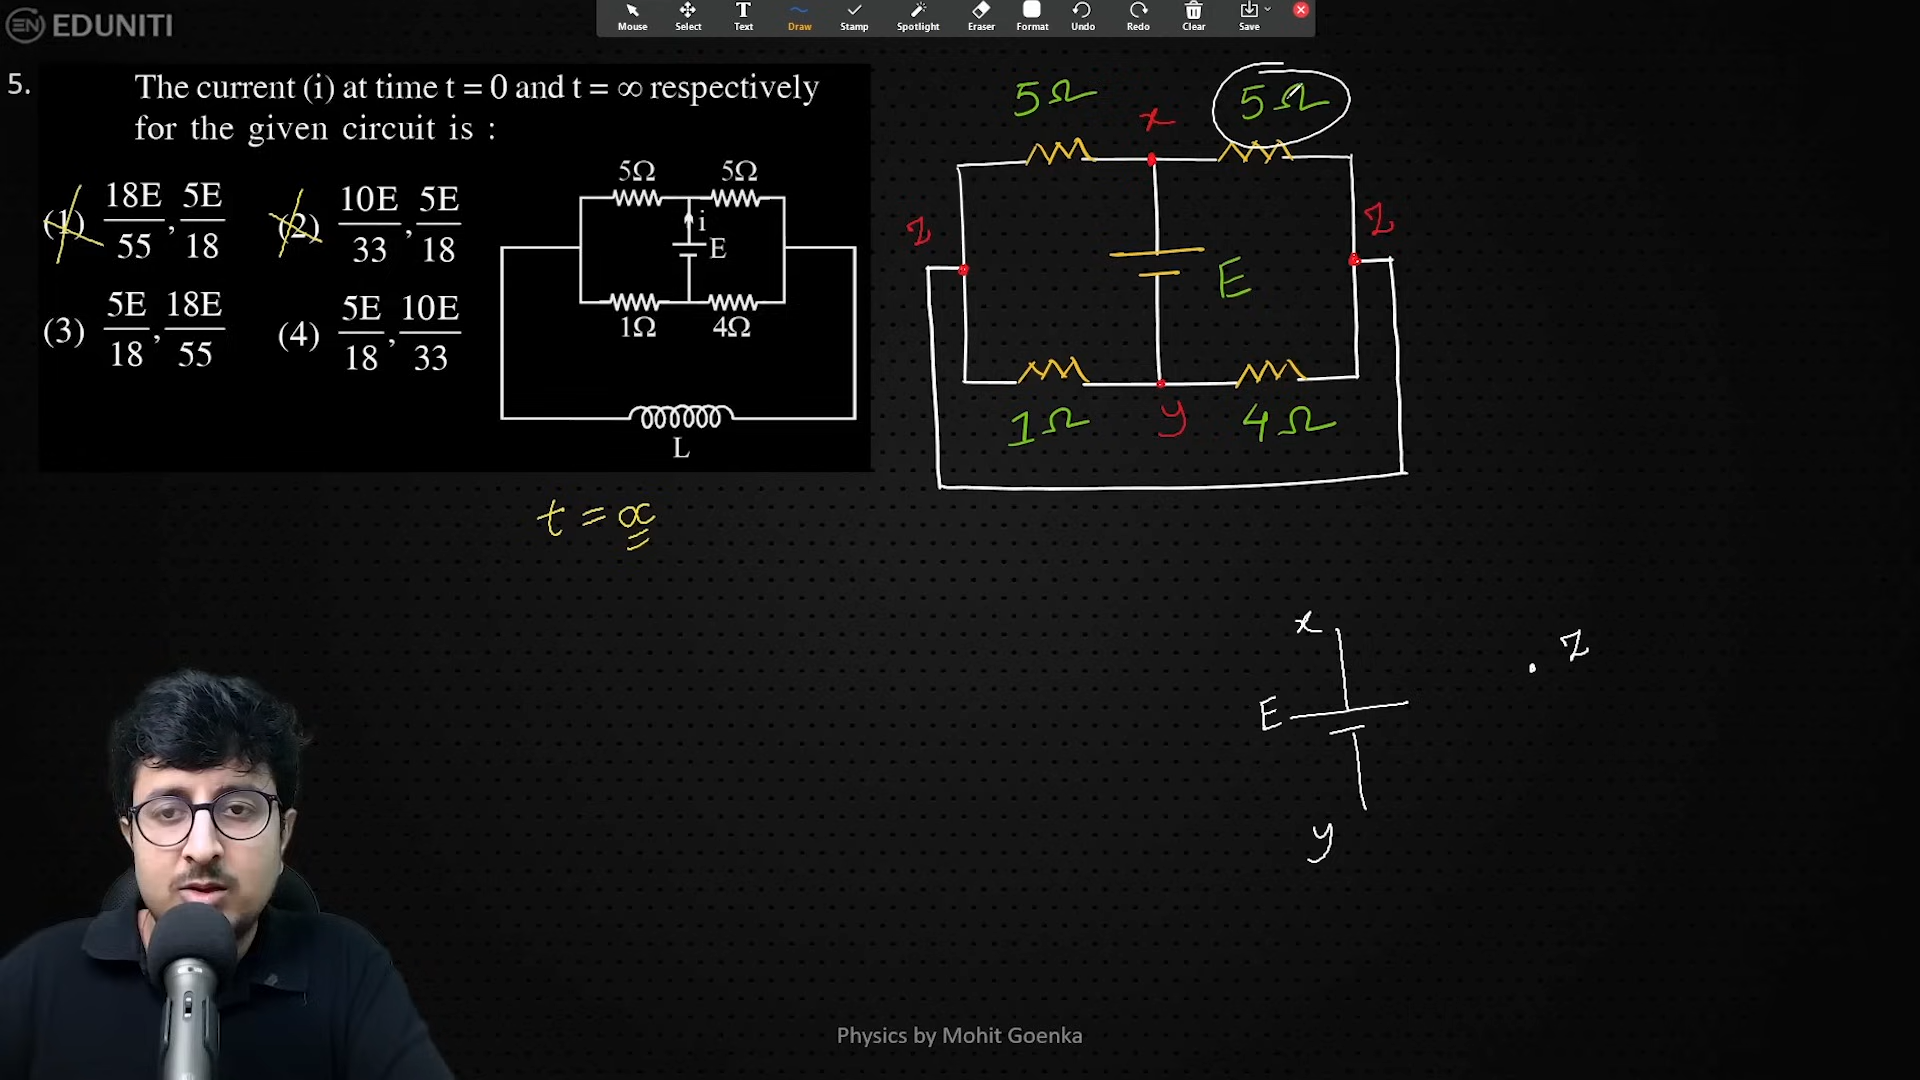 EN EDUNITI
Mouse Select Text Draw Stamp Spotlight Eraser Format Undo Redo Clear Save
5. The current (i) at time t = 0 and t = ∞ respectively
for the given circuit is :
(1) 18E/55, 5E/18 (2) 10E/33, 5E/18
(3) 5E/18, 18E/55 (4) 5E/18, 10E/33
5Ω 5Ω
i
E
1Ω 4Ω
L
5Ω x 5Ω
z z
E
1Ω y 4Ω
t = ∞
x
z
E
y
Physics by Mohit Goenka